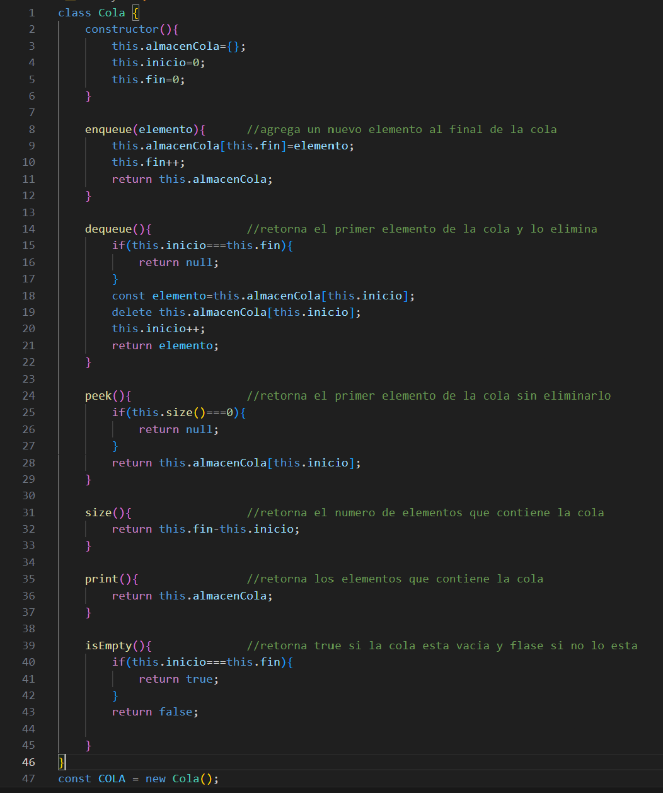 1 class Cola {
2     constructor(){
3         this.almacenCola={};
4         this.inicio=0;
5         this.fin=0;
6     }
7
8     enqueue(elemento){      //agrega un nuevo elemento al final de la cola
9         this.almacenCola[this.fin]=elemento;
10         this.fin++;
11         return this.almacenCola;
12     }
13
14     dequeue(){              //retorna el primer elemento de la cola y lo elimina
15         if(this.inicio===this.fin){
16             return null;
17         }
18         const elemento=this.almacenCola[this.inicio];
19         delete this.almacenCola[this.inicio];
20         this.inicio++;
21         return elemento;
22     }
23
24     peek(){                 //retorna el primer elemento de la cola sin eliminarlo
25         if(this.size()===0){
26             return null;
27         }
28         return this.almacenCola[this.inicio];
29     }
30
31     size(){                 //retorna el numero de elementos que contiene la cola
32         return this.fin-this.inicio;
33     }
34
35     print(){                //retorna los elementos que contiene la cola
36         return this.almacenCola;
37     }
38
39     isEmpty(){              //retorna true si la cola esta vacia y flase si no lo esta
40         if(this.inicio===this.fin){
41             return true;
42         }
43         return false;
44
45     }
46 }
47 const COLA = new Cola();